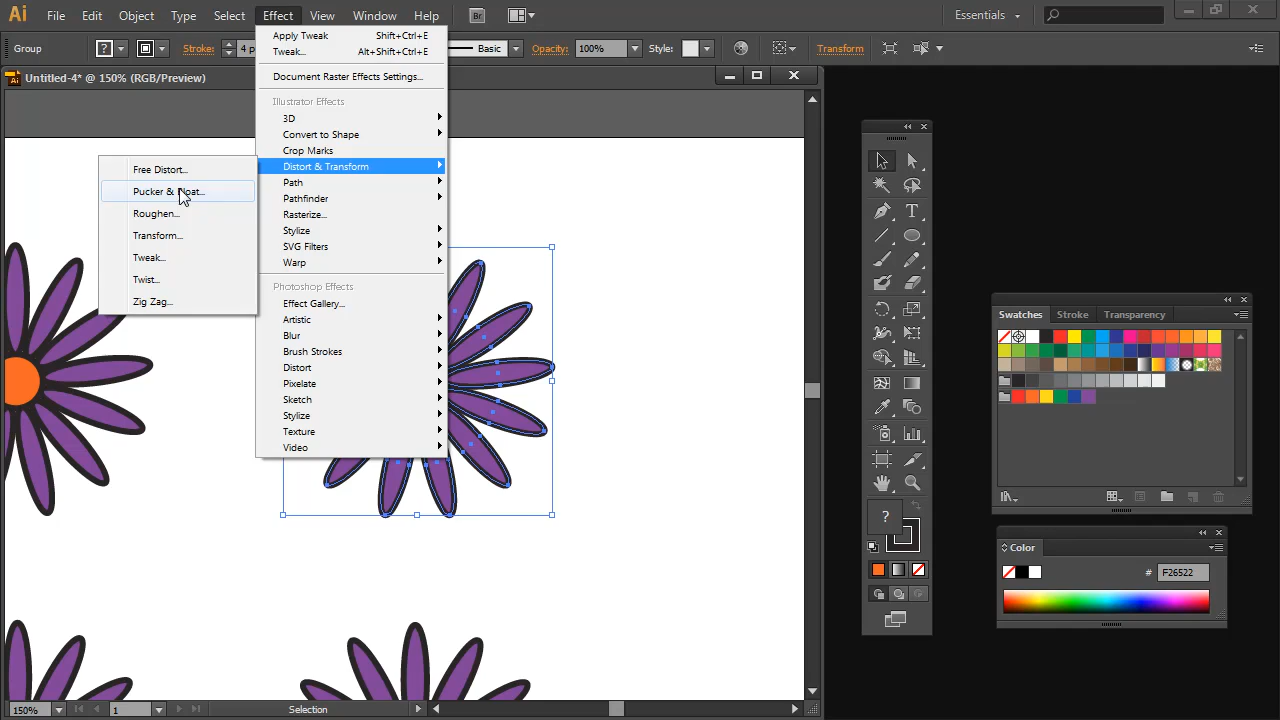 Ai File Edit Object Type Select Effect View Window Help Br Essentials
Group ? Stroke: 4 p Basic Opacity: 100% Style: Transform
Untitled-4* @ 150% (RGB/Preview)
Apply Tweak Shift+Ctrl+E
Tweak... Alt+Shift+Ctrl+E
Document Raster Effects Settings...
Illustrator Effects
3D
Convert to Shape
Crop Marks
Distort & Transform
Path
Pathfinder
Rasterize...
Stylize
SVG Filters
Warp
Photoshop Effects
Effect Gallery...
Artistic
Blur
Brush Strokes
Distort
Pixelate
Sketch
Stylize
Texture
Video
Free Distort...
Pucker &
Roughen...
Transform...
Tweak...
Twist...
Zig Zag...
T
?
Swatches Stroke Transparency
Color
# F26522
150% 1 Selection